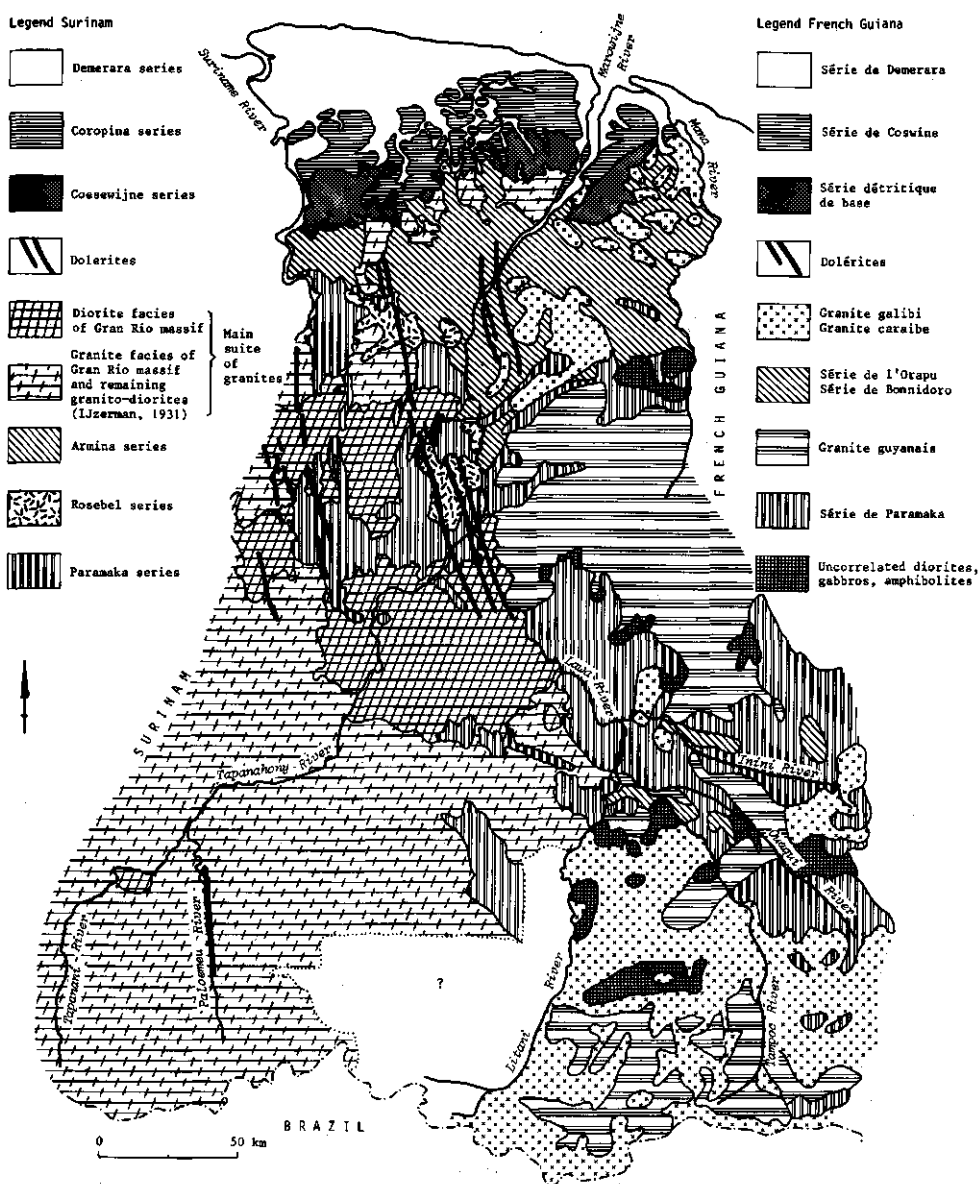 Legend Surinam
Demerara series
Coropina series
Coesewijne series
Dolerites
Diorite facies
of Gran Rio massif
Granite facies of
Gran Rio massif
and remaining
granito-diorites
(IJzerman, 1931)
Main
suite
of
granites
Armina series
Rosebel series
Paramaka series
Legend French Guiana
Série de Demerara
Série de Coswine
Série détritique
de base
Dolérites
Granite galibi
Granite caraibe
Série de l'Orapu
Série de Bonnidoro
Granite guyanais
Série de Paramaka
Uncorrelated diorites,
gabbros, amphibolites
Suriname River
Marowijne
River
Mana
River
FRENCH GUIANA
SURINAM
Lawa-River
Tapanahony-River
Inini River
Ouaqui
River
Tapanani-River
Paloemeu-River
?
Litani River
BRAZIL
0 50 km